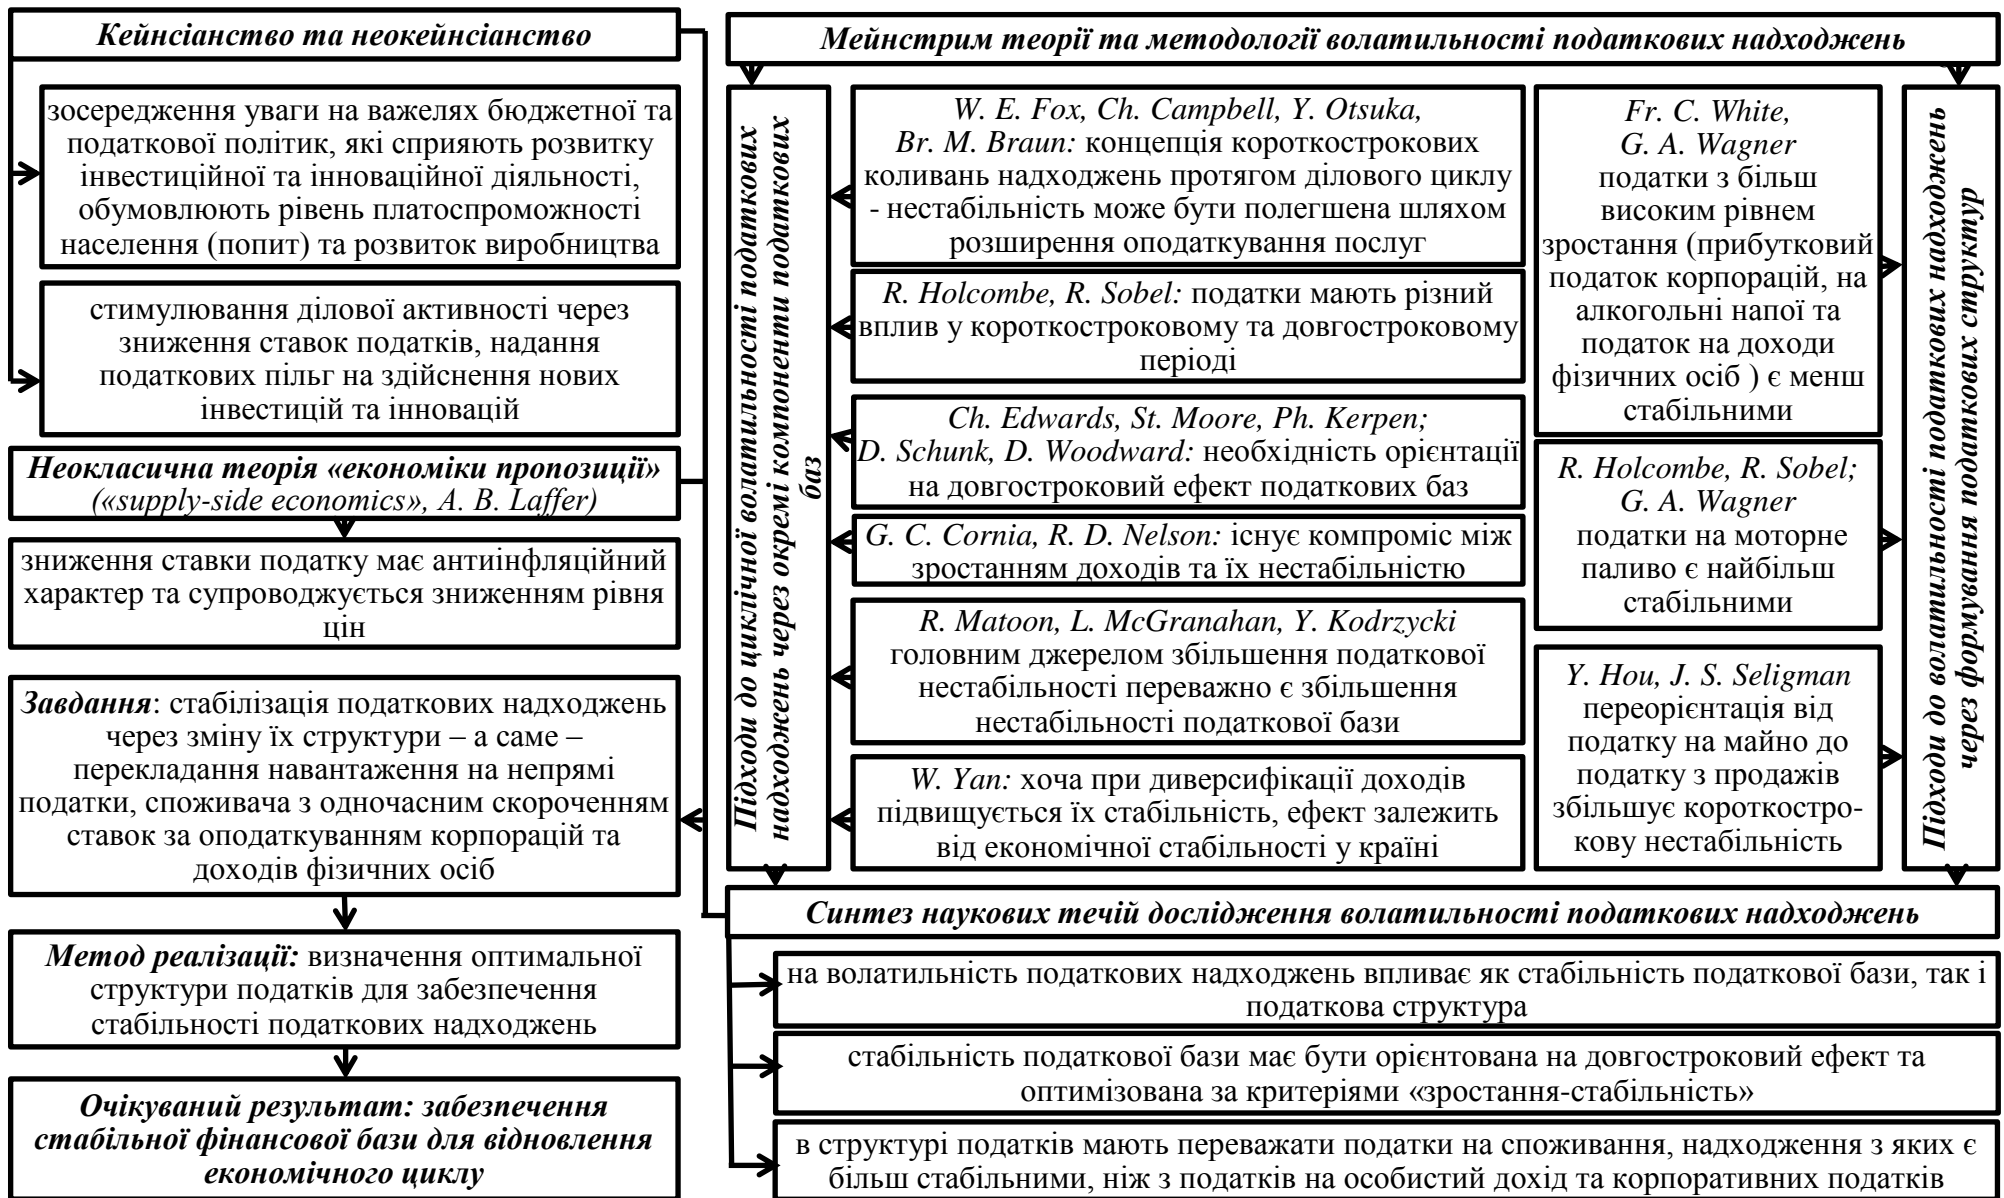 Кейнсіанство та неокейнсіанство
зосередження уваги на важелях бюджетної та
податкової політик, які сприяють розвитку
інвестиційної та інноваційної діяльності,
обумовлюють рівень платоспроможності
населення (попит) та розвиток виробництва
стимулювання ділової активності через
зниження ставок податків, надання
податкових пільг на здійснення нових
інвестицій та інновацій
Неокласична теорія «економіки пропозиції»
(«supply-side economics», A. B. Laffer)
зниження ставки податку має антиінфляційний
характер та супроводжується зниженням рівня
цін
Завдання: стабілізація податкових надходжень
через зміну їх структури – а саме –
перекладання навантаження на непрямі
податки, споживача з одночасним скороченням
ставок за оподаткуванням корпорацій та
доходів фізичних осіб
Метод реалізації: визначення оптимальної
структури податків для забезпечення
стабільності податкових надходжень
Очікуваний результат: забезпечення
стабільної фінансової бази для відновлення
економічного циклу
Мейнстрим теорії та методології волатильності податкових надходжень
Підходи до циклічної волатильності податкових
надходжень через окремі компоненти податкових
баз
W. E. Fox, Ch. Campbell, Y. Otsuka,
Br. M. Braun: концепція короткострокових
коливань надходжень протягом ділового циклу
- нестабільність може бути полегшена шляхом
розширення оподаткування послуг
R. Holcombe, R. Sobel: податки мають різний
вплив у короткостроковому та довгостроковому
періоді
Ch. Edwards, St. Moore, Ph. Kerpen;
D. Schunk, D. Woodward: необхідність орієнтації
на довгостроковий ефект податкових баз
G. C. Cornia, R. D. Nelson: існує компроміс між
зростанням доходів та їх нестабільністю
R. Matoon, L. McGranahan, Y. Kodrzycki
головним джерелом збільшення податкової
нестабільності переважно є збільшення
нестабільності податкової бази
W. Yan: хоча при диверсифікації доходів
підвищується їх стабільність, ефект залежить
від економічної стабільності у країні
Fr. C. White,
G. A. Wagner
податки з більш
високим рівнем
зростання (прибутковий
податок корпорацій, на
алкогольні напої та
податок на доходи
фізичних осіб ) є менш
стабільними
R. Holcombe, R. Sobel;
G. A. Wagner
податки на моторне
паливо є найбільш
стабільними
Y. Hou, J. S. Seligman
переорієнтація від
податку на майно до
податку з продажів
збільшує короткостро-
кову нестабільність
Підходи до волатильності податкових надходжень
через формування податкових структур
Синтез наукових течій дослідження волатильності податкових надходжень
на волатильність податкових надходжень впливає як стабільність податкової бази, так і
податкова структура
стабільність податкової бази має бути орієнтована на довгостроковий ефект та
оптимізована за критеріями «зростання-стабільність»
в структурі податків мають переважати податки на споживання, надходження з яких є
більш стабільними, ніж з податків на особистий дохід та корпоративних податків